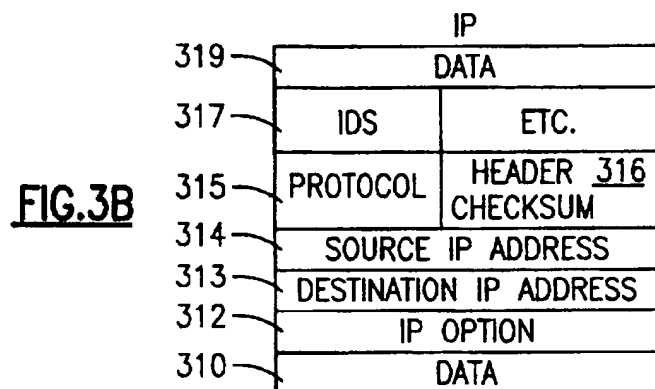 IP
319 DATA
317 IDS ETC.
315 PROTOCOL HEADER 316
CHECKSUM
FIG.3B
314 SOURCE IP ADDRESS
313 DESTINATION IP ADDRESS
312 IP OPTION
310 DATA